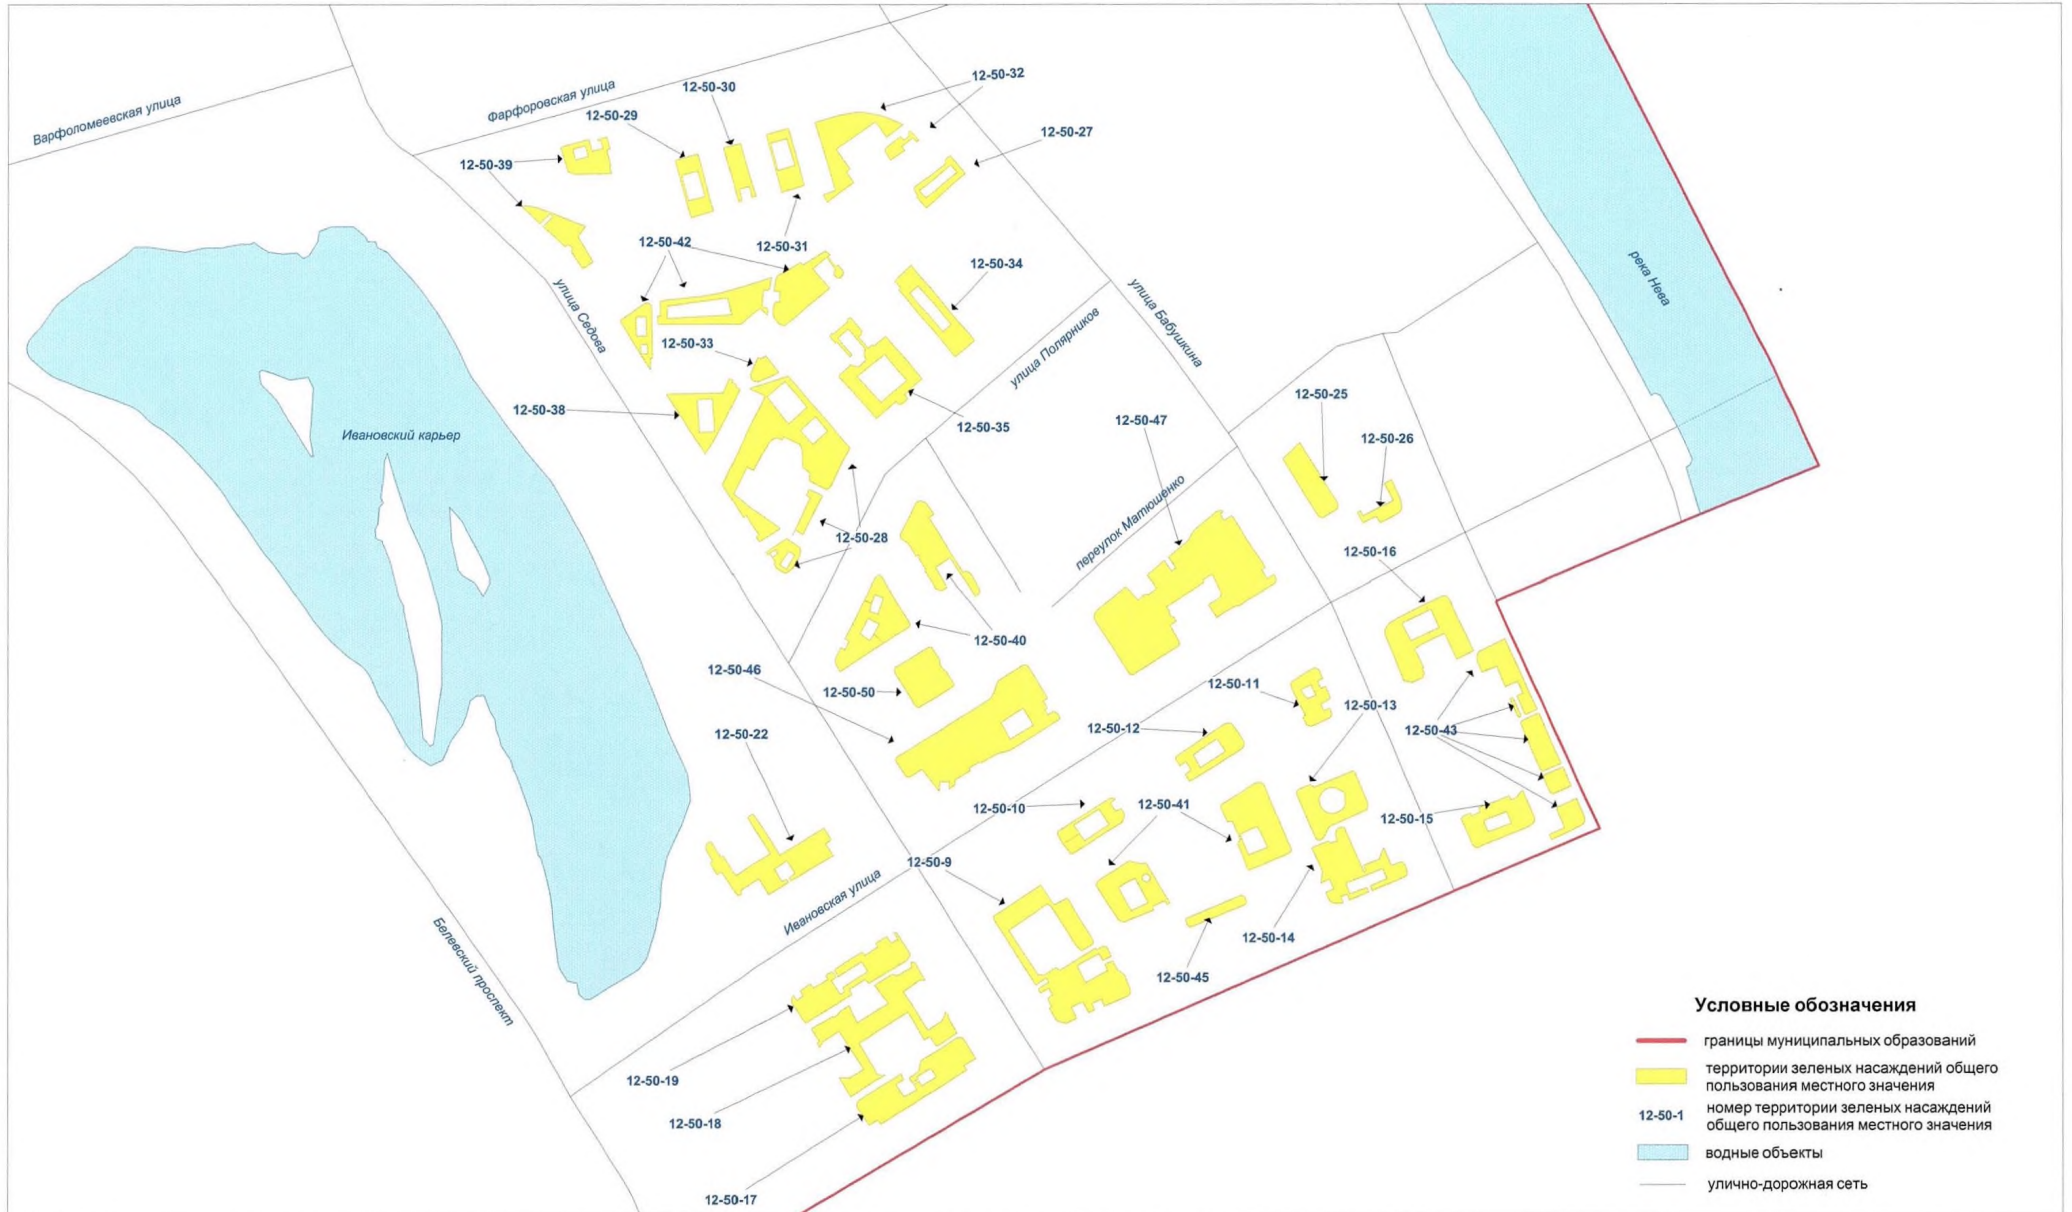 12-50-32
12-50-30
Фарфоровская улица
Варфоломеевская улица
12-50-29
12-50-27
12-50-39
12-50-42
12-50-31
12-50-34
река Нева
улица Седова
улица Бабушкина
12-50-33
улица Полярников
12-50-38
12-50-25
12-50-47
12-50-35
Ивановский карьер
12-50-26
переулок Матюшенко
12-50-28
12-50-16
12-50-40
12-50-46
12-50-11
12-50-50
12-50-13
12-50-12
12-50-43
12-50-22
12-50-10
12-50-41
12-50-15
12-50-9
Ивановская улица
12-50-14
Белевский проспект
12-50-45
12-50-19
12-50-18
12-50-17
Условные обозначения
границы муниципальных образований
территории зеленых насаждений общего
пользования местного значения
12-50-1
номер территории зеленых насаждений
общего пользования местного значения
водные объекты
улично-дорожная сеть